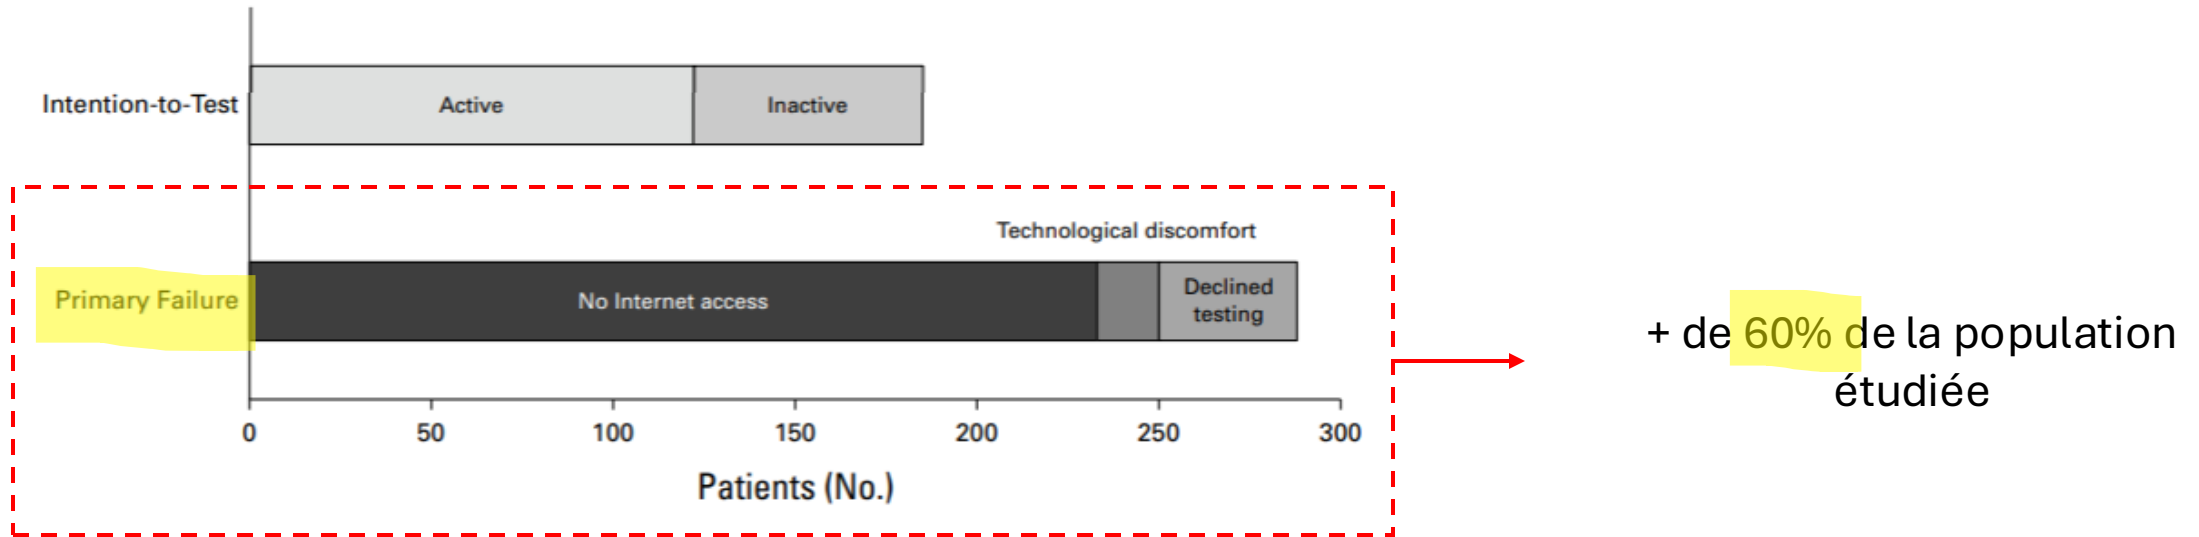 Intention-to-Test
Active
Inactive
Technological discomfort
Primary Failure
No Internet access
Declined
testing
0
50
100
150
200
250
300
Patients (No.)
+ de 60% de la population
étudiée